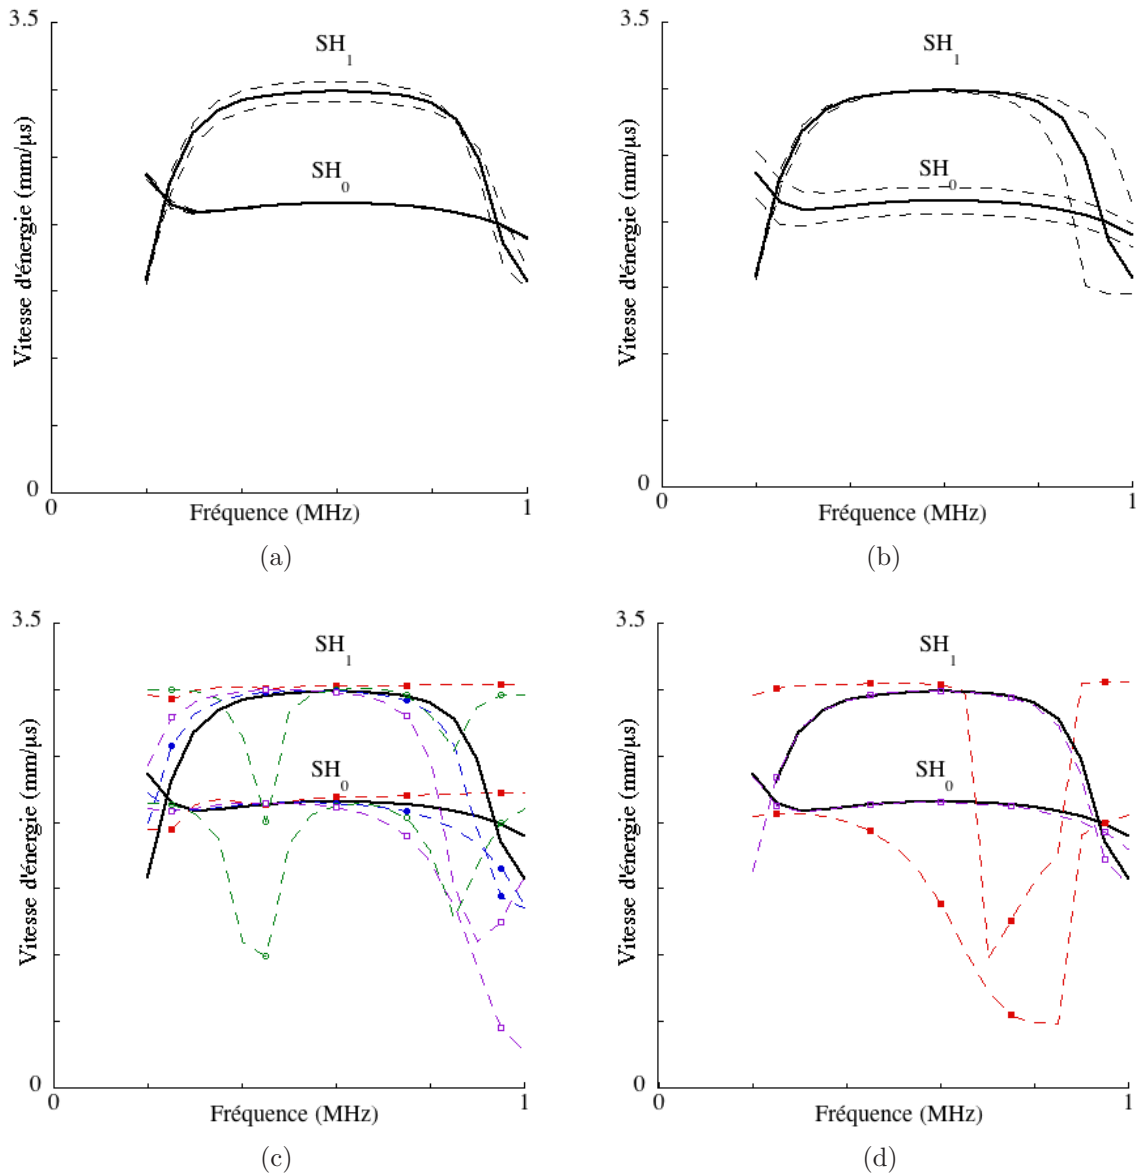 3.5
SH1
SH0
Vitesse d'énergie (mm/µs)
0
0
Fréquence (MHz)
1
(a)
3.5
SH1
SH0
Vitesse d'énergie (mm/µs)
0
0
Fréquence (MHz)
1
(b)
3.5
SH1
SH0
Vitesse d'énergie (mm/µs)
0
0
Fréquence (MHz)
1
(c)
3.5
SH1
SH0
Vitesse d'énergie (mm/µs)
0
0
Fréquence (MHz)
1
(d)